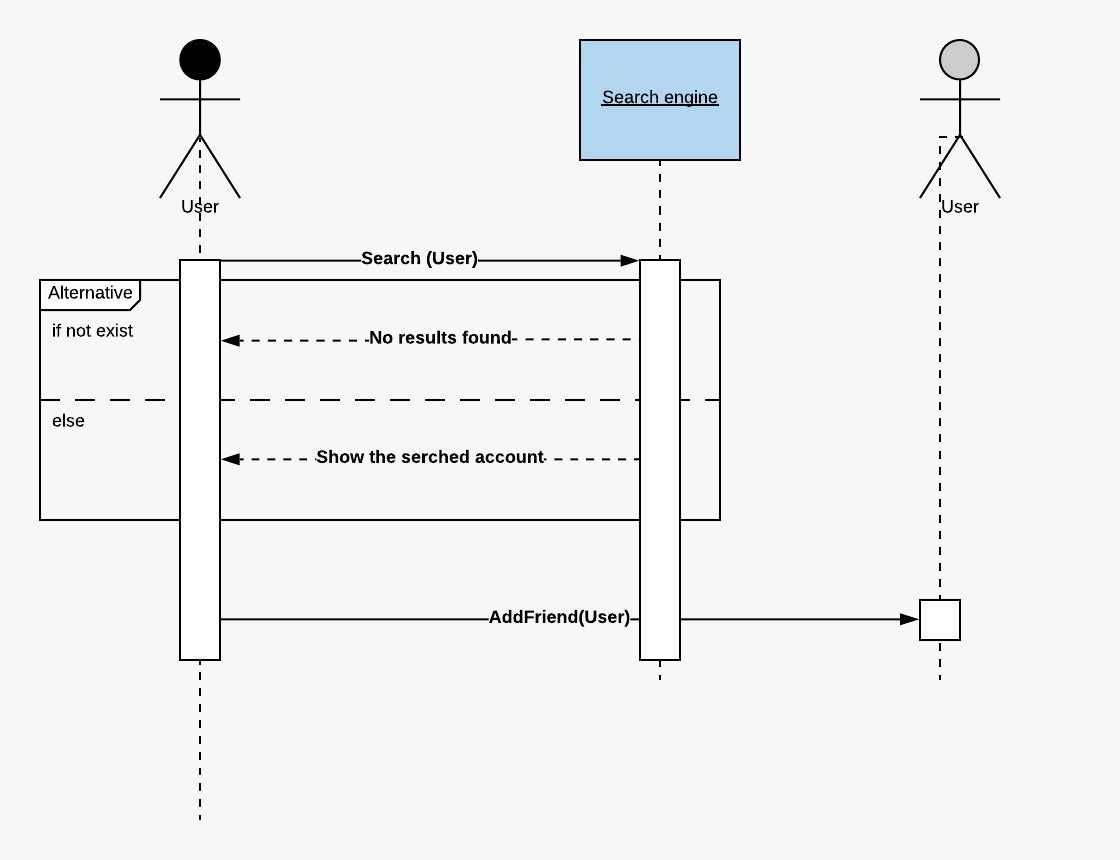 Search engine
User
User
Search (User)
Alternative
if not exist
No results found
else
Show the serched account
AddFriend(User)